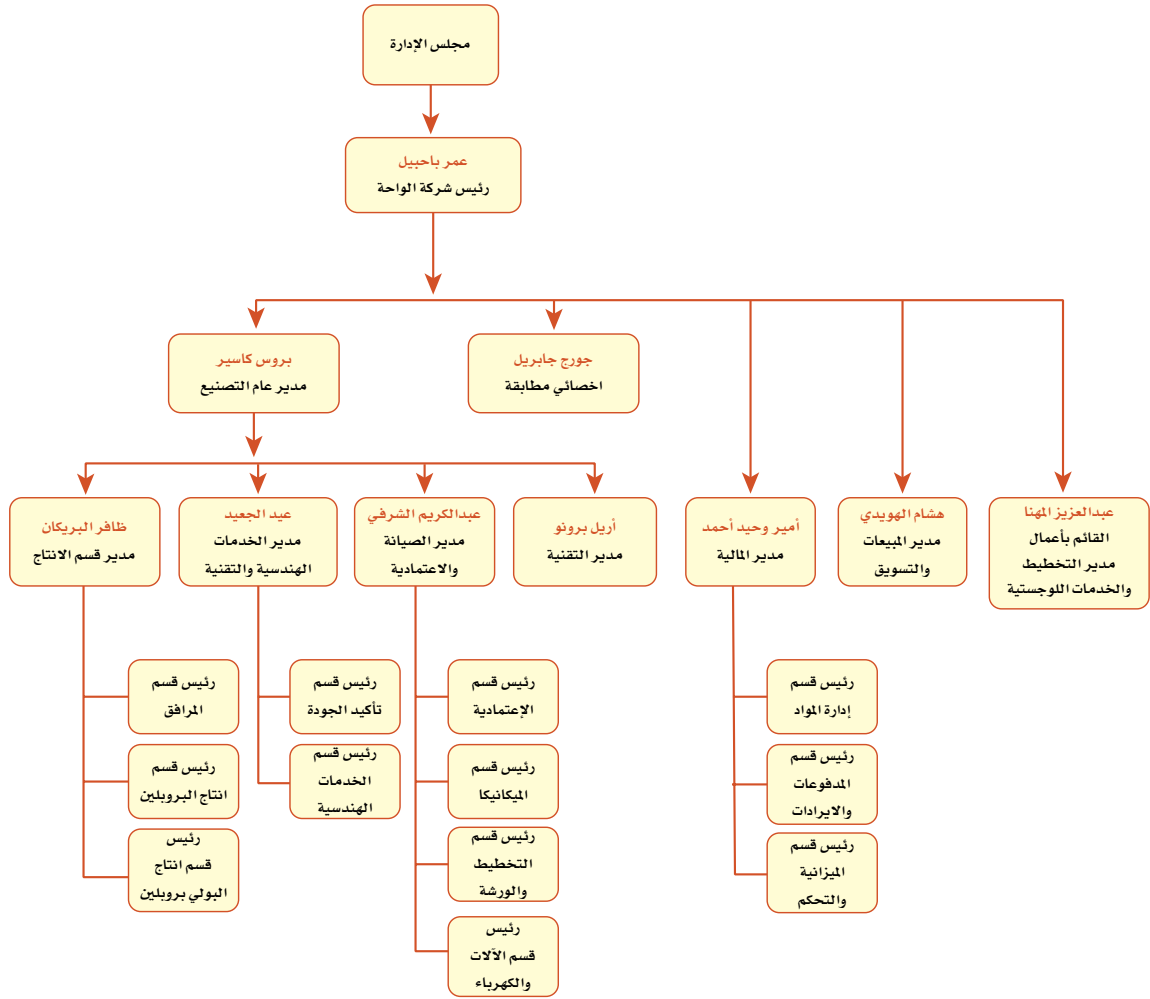 مجلس الإدارة
عمر باحبيل
رئيس شركة الواحة
بروس كاسير
مدير عام التصنيع
جورج جابريل
اخصائي مطابقة
ظافر البريكان
مدير قسم الانتاج
عيد الجعيد
مدير الخدمات
الهندسية والتقنية
عبدالكريم الشرفي
مدير الصيانة
والاعتمادية
أريل برونو
مدير التقنية
أمير وحيد أحمد
مدير المالية
هشام الهويدي
مدير المبيعات
والتسويق
عبدالعزيز المهنا
القائم بأعمال
مدير التخطيط
والخدمات اللوجستية
رئيس قسم
المرافق
رئيس قسم
انتاج البروبلين
رئيس
قسم انتاج
البولي بروبلين
رئيس قسم
تأكيد الجودة
رئيس قسم
الخدمات
الهندسية
رئيس قسم
الإعتمادية
رئيس قسم
الميكانيكا
رئيس قسم
التخطيط
والورشة
رئيس
قسم الآلات
والكهرباء
رئيس قسم
إدارة المواد
رئيس قسم
المدفوعات
والايرادات
رئيس قسم
الميزانية
والتحكم